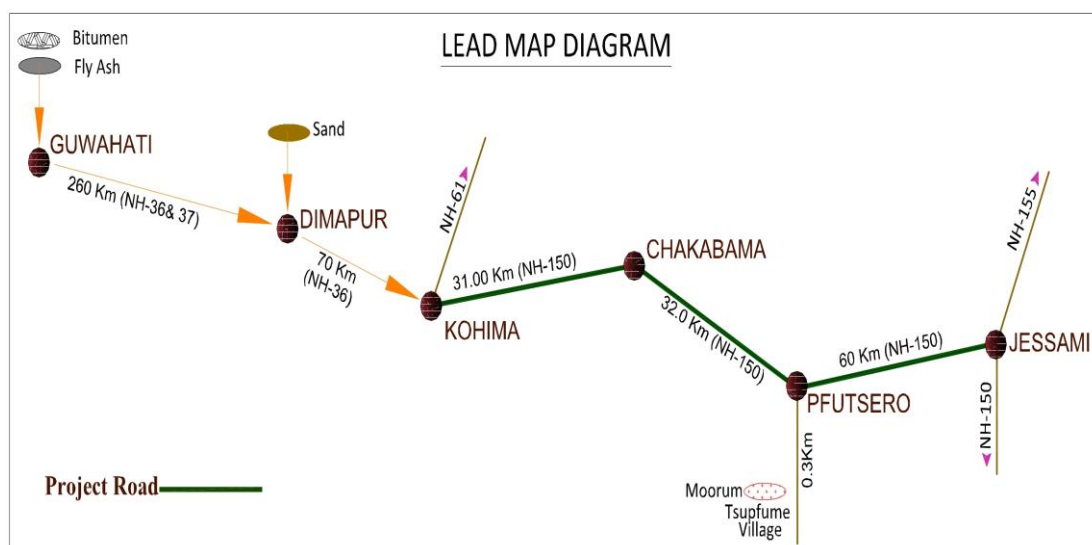 LEAD MAP DIAGRAM
Bitumen
Fly Ash
GUWAHATI
260 Km (NH-36& 37)
Sand
DIMAPUR
70 Km
(NH-36)
NH-61
KOHIMA
31.00 Km (NH-150)
CHAKABAMA
32.0 Km (NH-150)
PFUTSERO
60 Km (NH-150)
NH-155
JESSAMI
NH-150
0.3Km
Moorum
Tsupfume
Village
Project Road